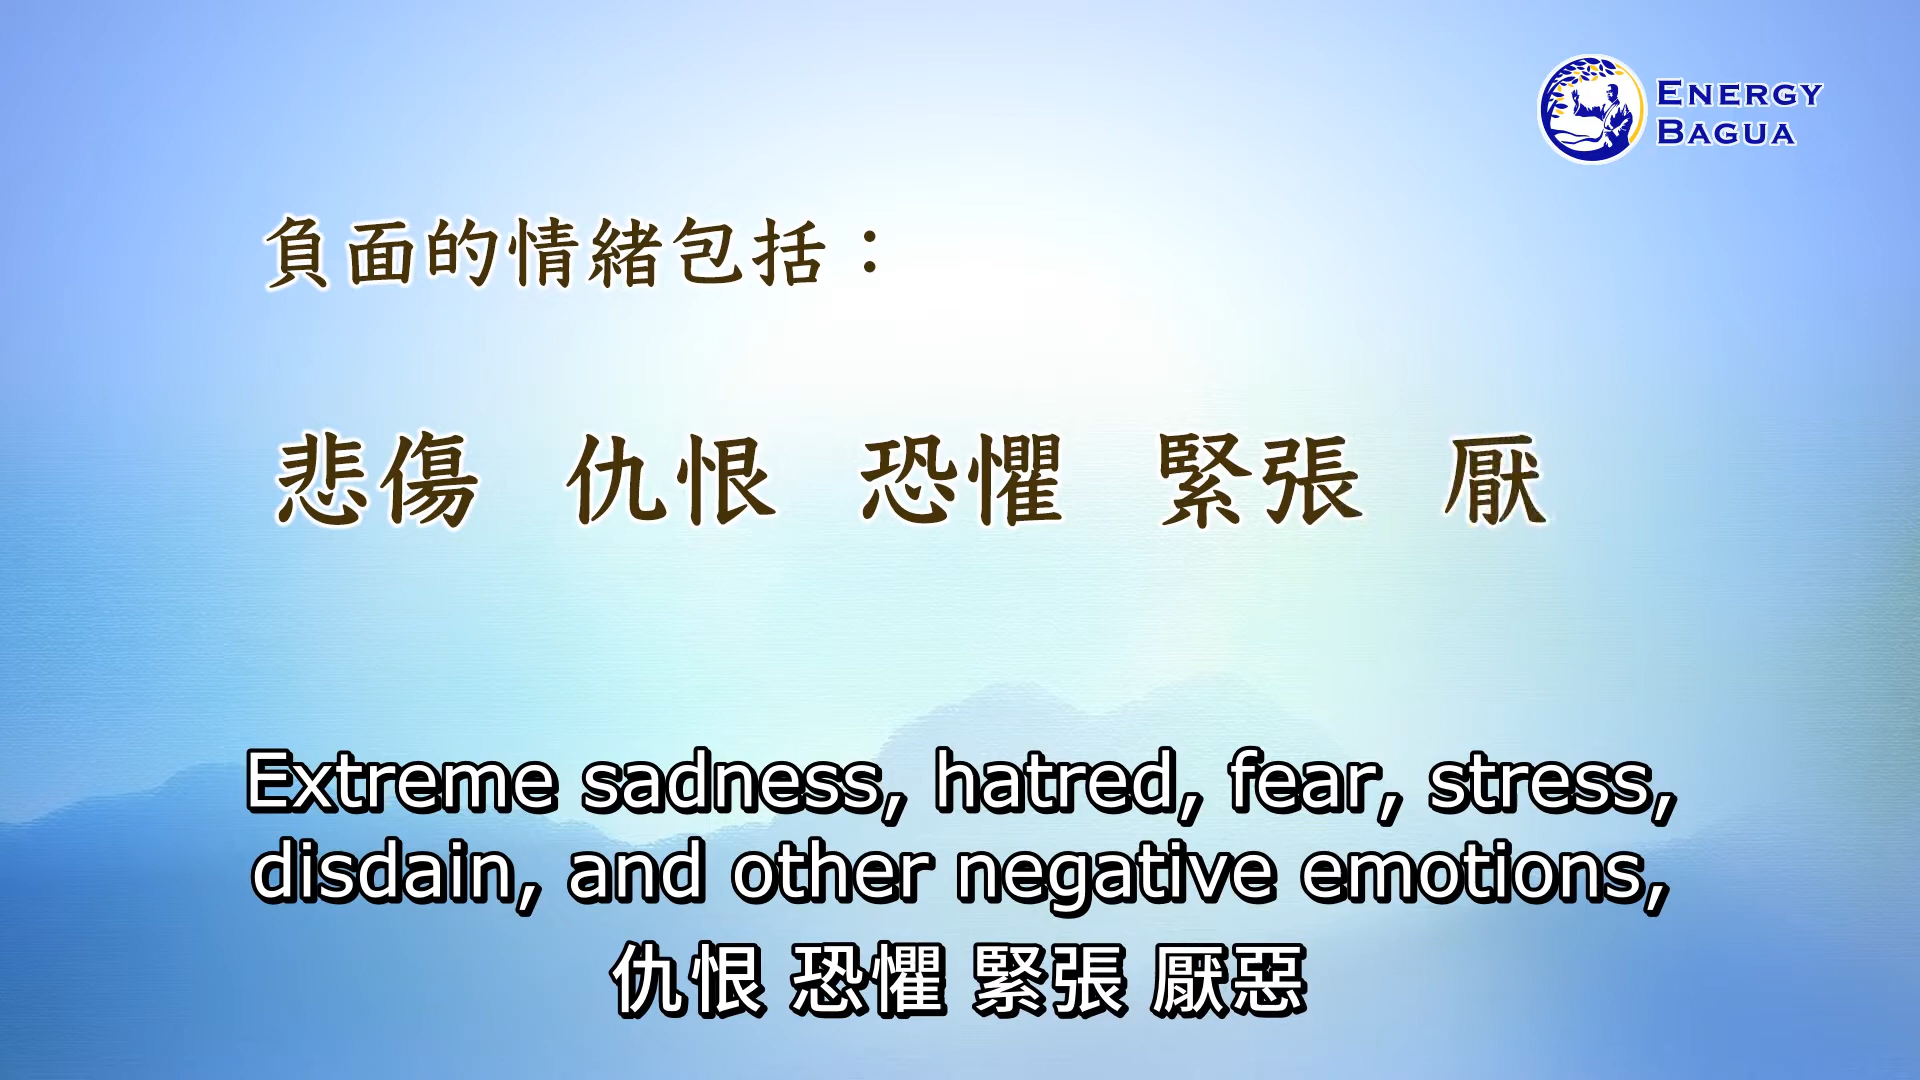 ENERGY
BAGUA
負面的情緒包括：
悲傷 仇恨 恐懼 緊張 厭
Extreme sadness, hatred, fear, stress,
disdain, and other negative emotions,
仇恨 恐懼 緊張 厭惡